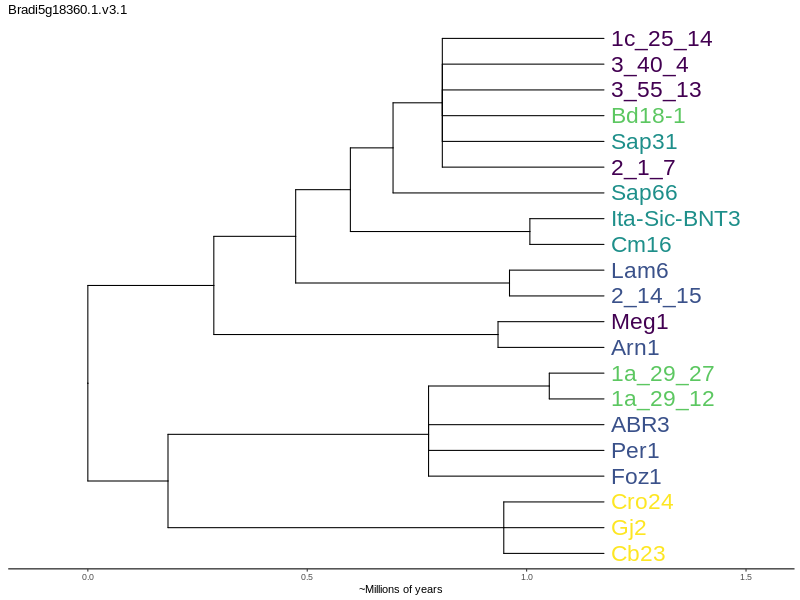 Bradi5g18360.1.v3.1
1c_25_14
3_40_4
3_55_13
Bd18-1
Sap31
2_1_7
Sap66
Ita-Sic-BNT3
Cm16
Lam6
2_14_15
Meg1
Arn1
1a_29_27
1a_29_12
ABR3
Per1
Foz1
Cro24
Gj2
Cb23
0.0 0.5 1.0 1.5
~Millions of years